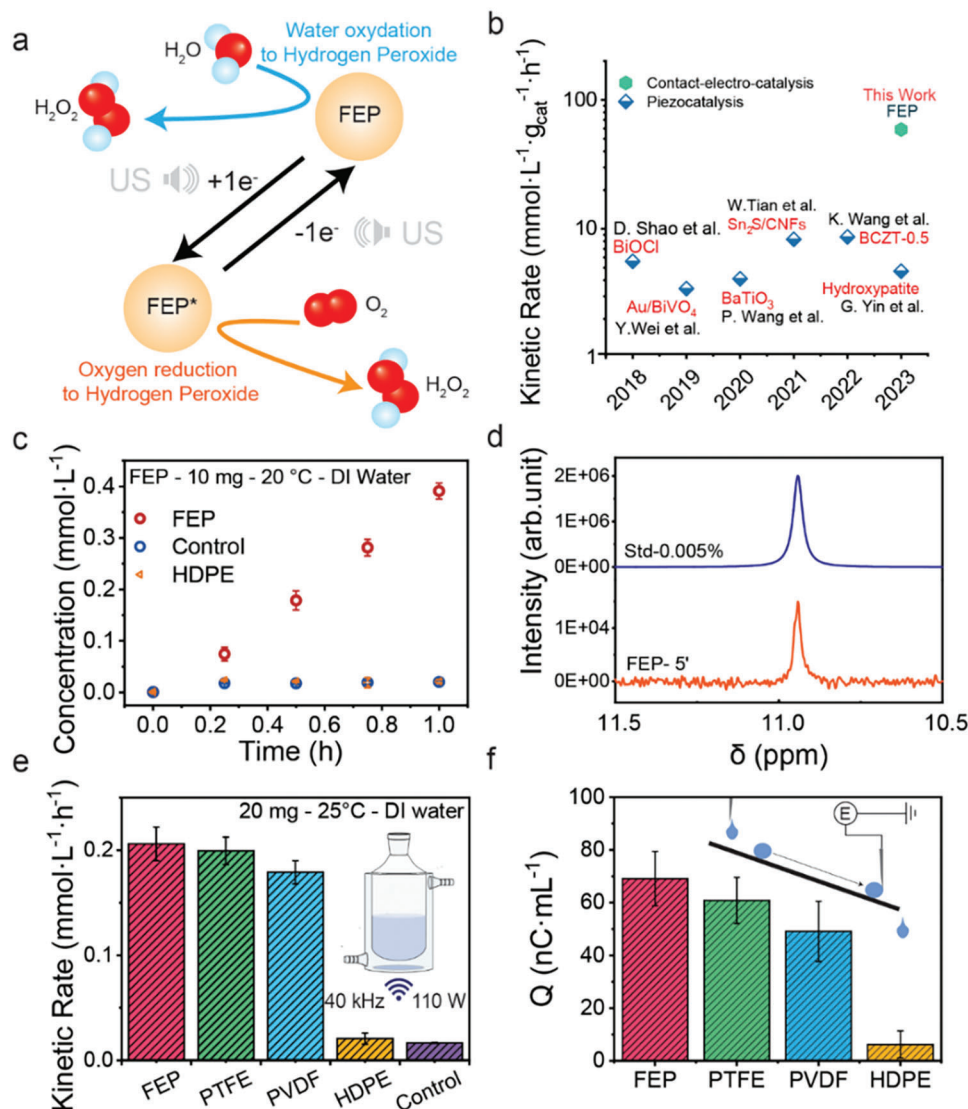 a
Water oxydation
to Hydrogen Peroxide
H₂O
H₂O₂
FEP
US
+1e⁻
-1e⁻
US
FEP*
O₂
Oxygen reduction
to Hydrogen Peroxide
H₂O₂
b
Kinetic Rate (mmol·L⁻¹·g_cat⁻¹·h⁻¹)
100
10
1
Contact-electro-catalysis
Piezocatalysis
This Work
FEP
W.Tian et al.
Sn₂S/CNFs
K. Wang et al.
BCZT-0.5
D. Shao et al.
BiOCl
Au/BiVO₄
Y.Wei et al.
BaTiO₃
P. Wang et al.
Hydroxypatite
G. Yin et al.
2018
2019
2020
2021
2022
2023
c
Concentration (mmol·L⁻¹)
0.4
0.3
0.2
0.1
0.0
FEP - 10 mg - 20 °C - DI Water
FEP
Control
HDPE
0.0
0.2
0.4
0.6
0.8
1.0
Time (h)
d
Intensity (arb.unit)
2E+06
1E+06
0E+00
1E+04
0E+00
Std-0.005%
FEP- 5'
11.5
11.0
10.5
δ (ppm)
e
Kinetic Rate (mmol·L⁻¹·h⁻¹)
0.2
0.1
0.0
20 mg - 25°C - DI water
40 kHz
110 W
FEP
PTFE
PVDF
HDPE
Control
f
Q (nC·mL⁻¹)
100
80
60
40
20
0
E
FEP
PTFE
PVDF
HDPE